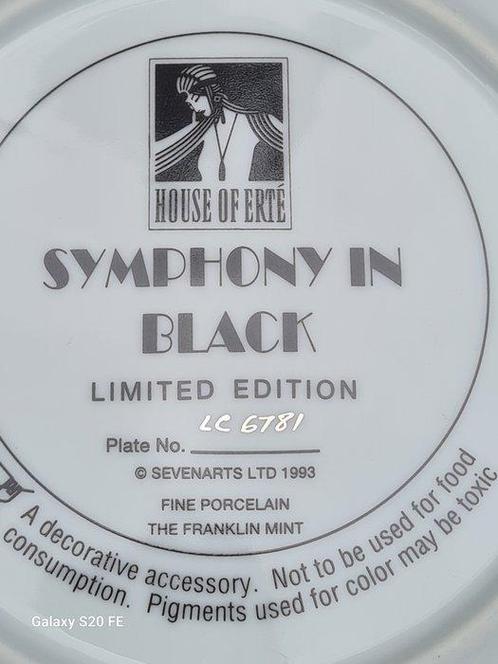 HOUSE OF ERTÉ
SYMPHONY IN
BLACK
LIMITED EDITION
LC 6781
Plate No.
© SEVENARTS LTD 1993
FINE PORCELAIN
THE FRANKLIN MINT
A decorative accessory. Not to be used for food
consumption. Pigments used for color may be toxic
Galaxy S20 FE